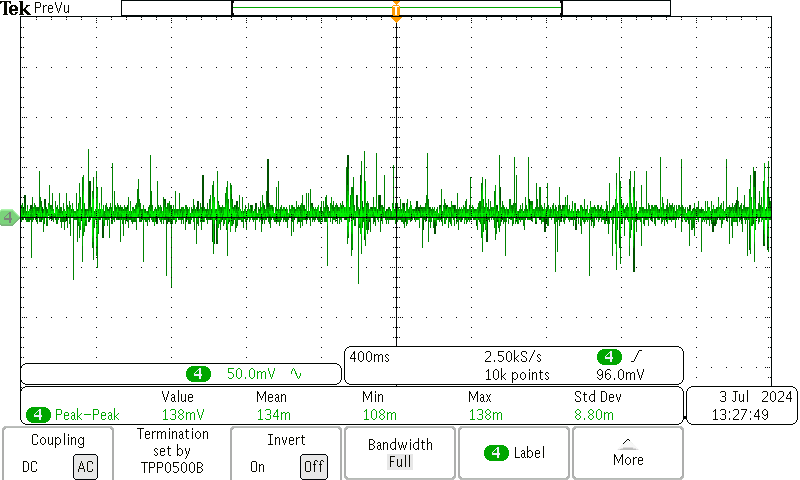 Tek PreVu
T
4
4 50.0mV
400ms 2.50kS/s 4
10k points 96.0mV
Value Mean Min Max Std Dev
4 Peak-Peak 138mV 134m 108m 138m 8.80m
3 Jul 2024
13:27:49
Coupling
DC AC
Termination
set by
TPP0500B
Invert
On Off
Bandwidth
Full
4 Label
More